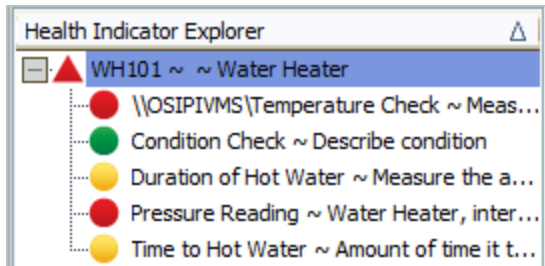 Health Indicator Explorer
WH101 ~ ~ Water Heater
\\OSIPIVMS\Temperature Check ~ Meas...
Condition Check ~ Describe condition
Duration of Hot Water ~ Measure the a...
Pressure Reading ~ Water Heater, inter...
Time to Hot Water ~ Amount of time it t...